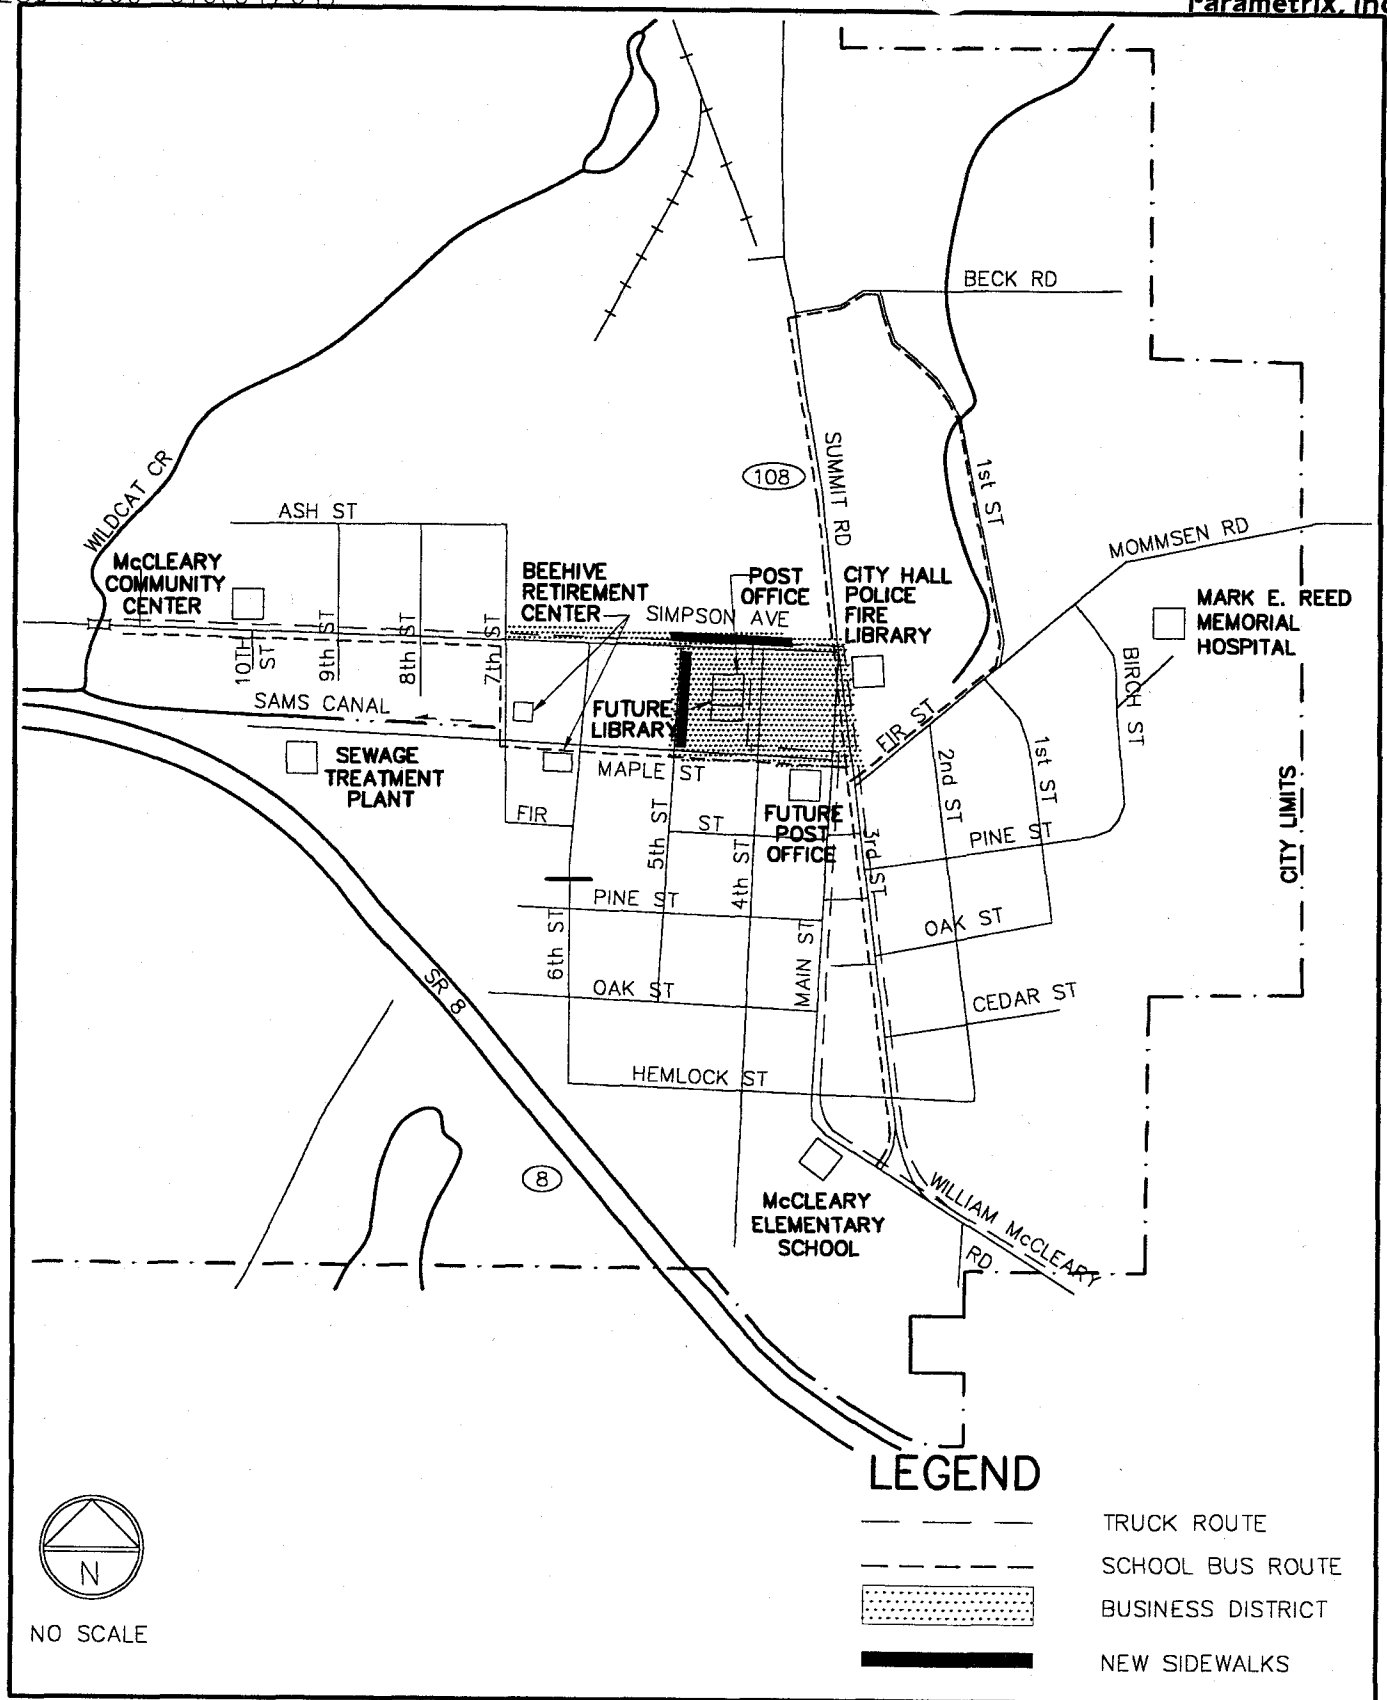 Parametrix, Inc
BECK RD
SUMMIT RD
108
1st ST
WILDCAT CR
ASH ST
MOMMSEN RD
McCLEARY
COMMUNITY
CENTER
BEEHIVE
RETIREMENT
CENTER
POST
OFFICE
SIMPSON AVE
CITY HALL
POLICE
FIRE
LIBRARY
MARK E. REED
MEMORIAL
HOSPITAL
10TH
ST
9th ST
8th ST
7th ST
BIRCH ST
SAMS CANAL
FUTURE
LIBRARY
FIR ST
SEWAGE
TREATMENT
PLANT
MAPLE ST
2nd ST
1st ST
CITY LIMITS
FIR
ST
5th ST
4th ST
FUTURE
POST
OFFICE
3rd ST
PINE ST
PINE ST
6th ST
MAIN ST
OAK ST
OAK ST
SR 8
CEDAR ST
HEMLOCK ST
8
McCLEARY
ELEMENTARY
SCHOOL
WILLIAM McCLEARY
RD
LEGEND
TRUCK ROUTE
SCHOOL BUS ROUTE
BUSINESS DISTRICT
NEW SIDEWALKS
N
NO SCALE